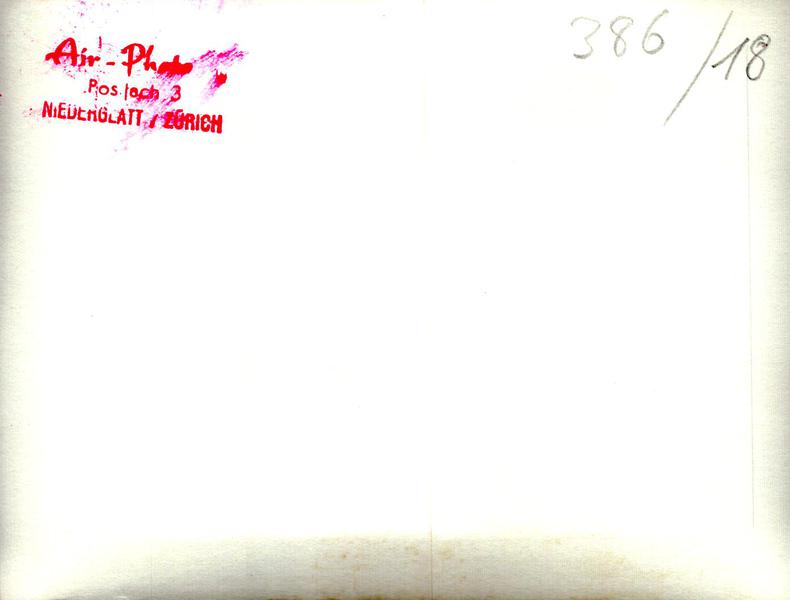 Air-Photo
Postfach 3
NIEDERGLATT / ZÜRICH
386/18